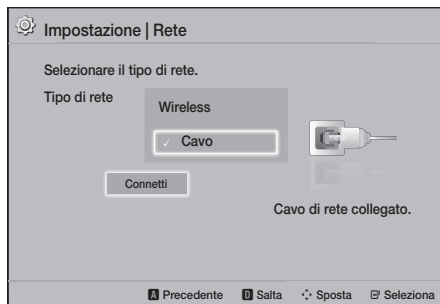 Impostazione | Rete
Selezionare il tipo di rete.
Tipo di rete
Wireless
✓ Cavo
Connetti
Cavo di rete collegato.
A Precedente D Salta Sposta Seleziona